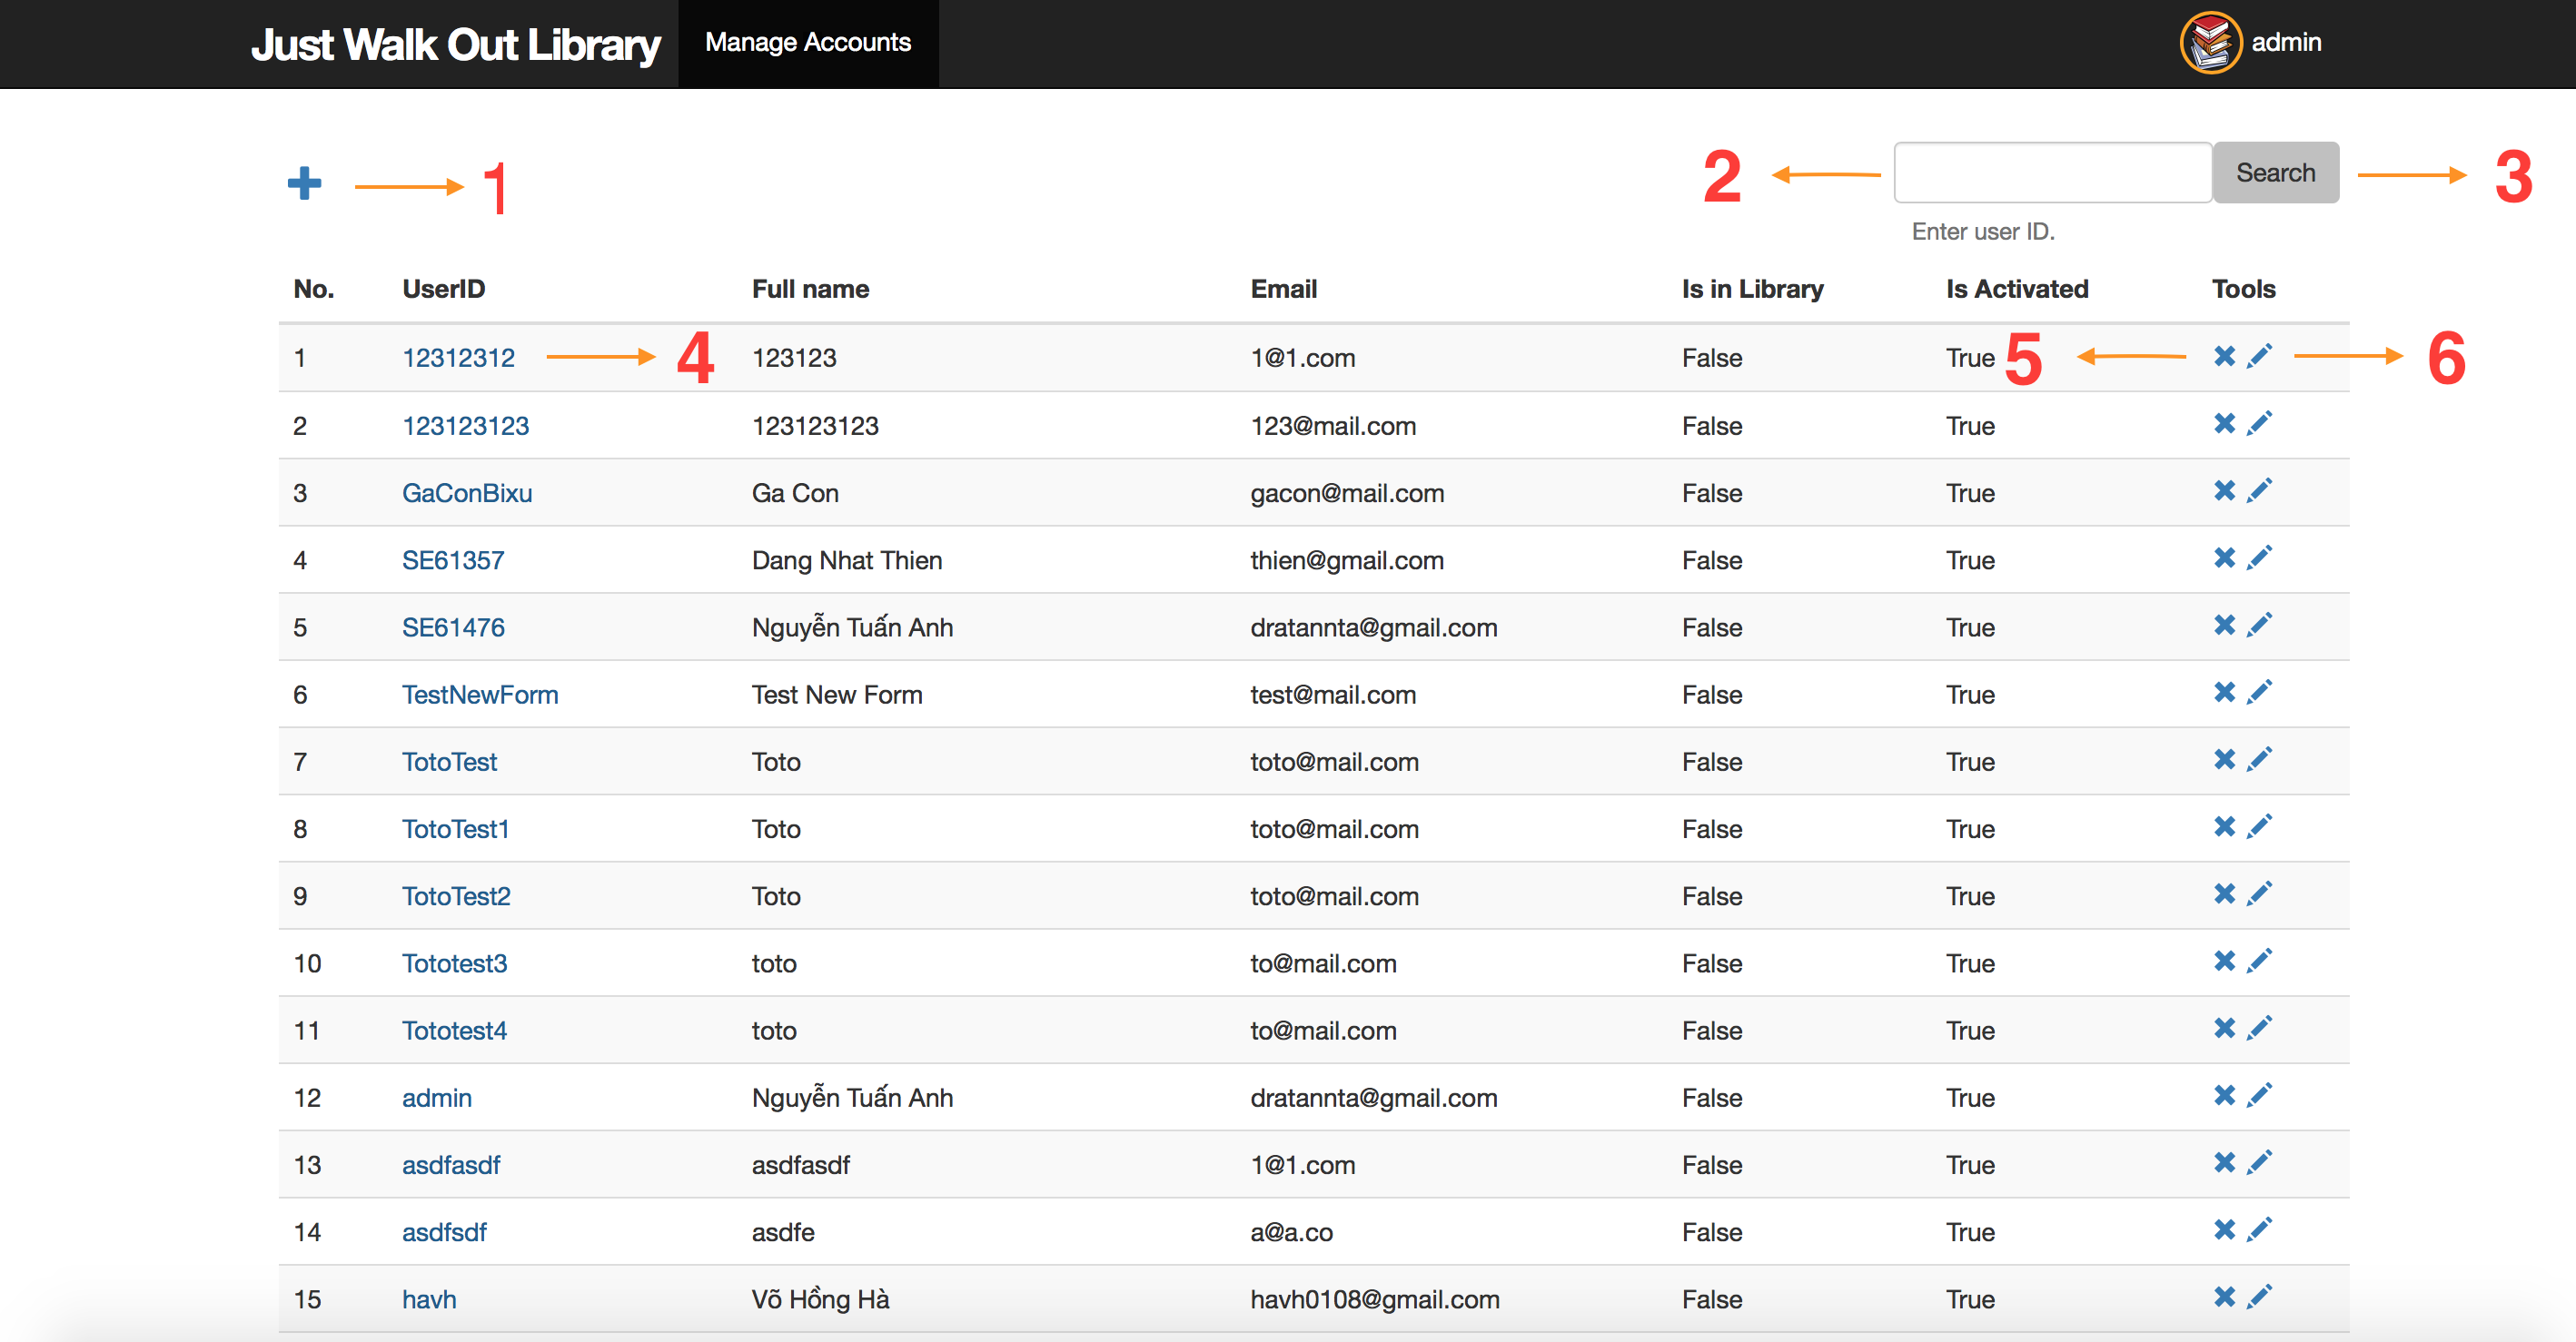 Just Walk Out Library Manage Accounts admin
1 2 Search 3
Enter user ID.
No. UserID Full name Email Is in Library Is Activated Tools
1 12312312 4 123123 1@1.com False True 5 6
2 123123123 123123123 123@mail.com False True
3 GaConBixu Ga Con gacon@mail.com False True
4 SE61357 Dang Nhat Thien thien@gmail.com False True
5 SE61476 Nguyễn Tuấn Anh dratannta@gmail.com False True
6 TestNewForm Test New Form test@mail.com False True
7 TotoTest Toto toto@mail.com False True
8 TotoTest1 Toto toto@mail.com False True
9 TotoTest2 Toto toto@mail.com False True
10 Tototest3 toto to@mail.com False True
11 Tototest4 toto to@mail.com False True
12 admin Nguyễn Tuấn Anh dratannta@gmail.com False True
13 asdfasdf asdfasdf 1@1.com False True
14 asdfsdf asdfe a@a.co False True
15 havh Võ Hồng Hà havh0108@gmail.com False True